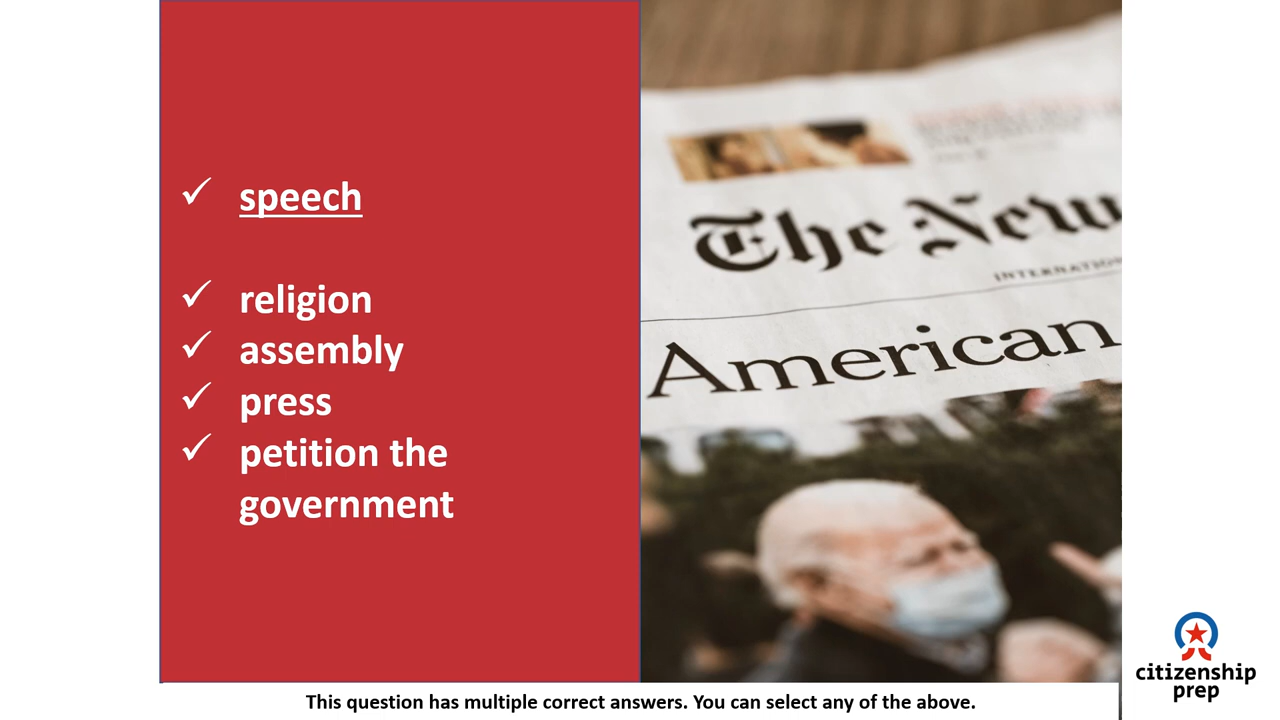 speech
religion
assembly
press
petition the
government
The New
INTERNATION
American
This question has multiple correct answers. You can select any of the above.
citizenship
prep